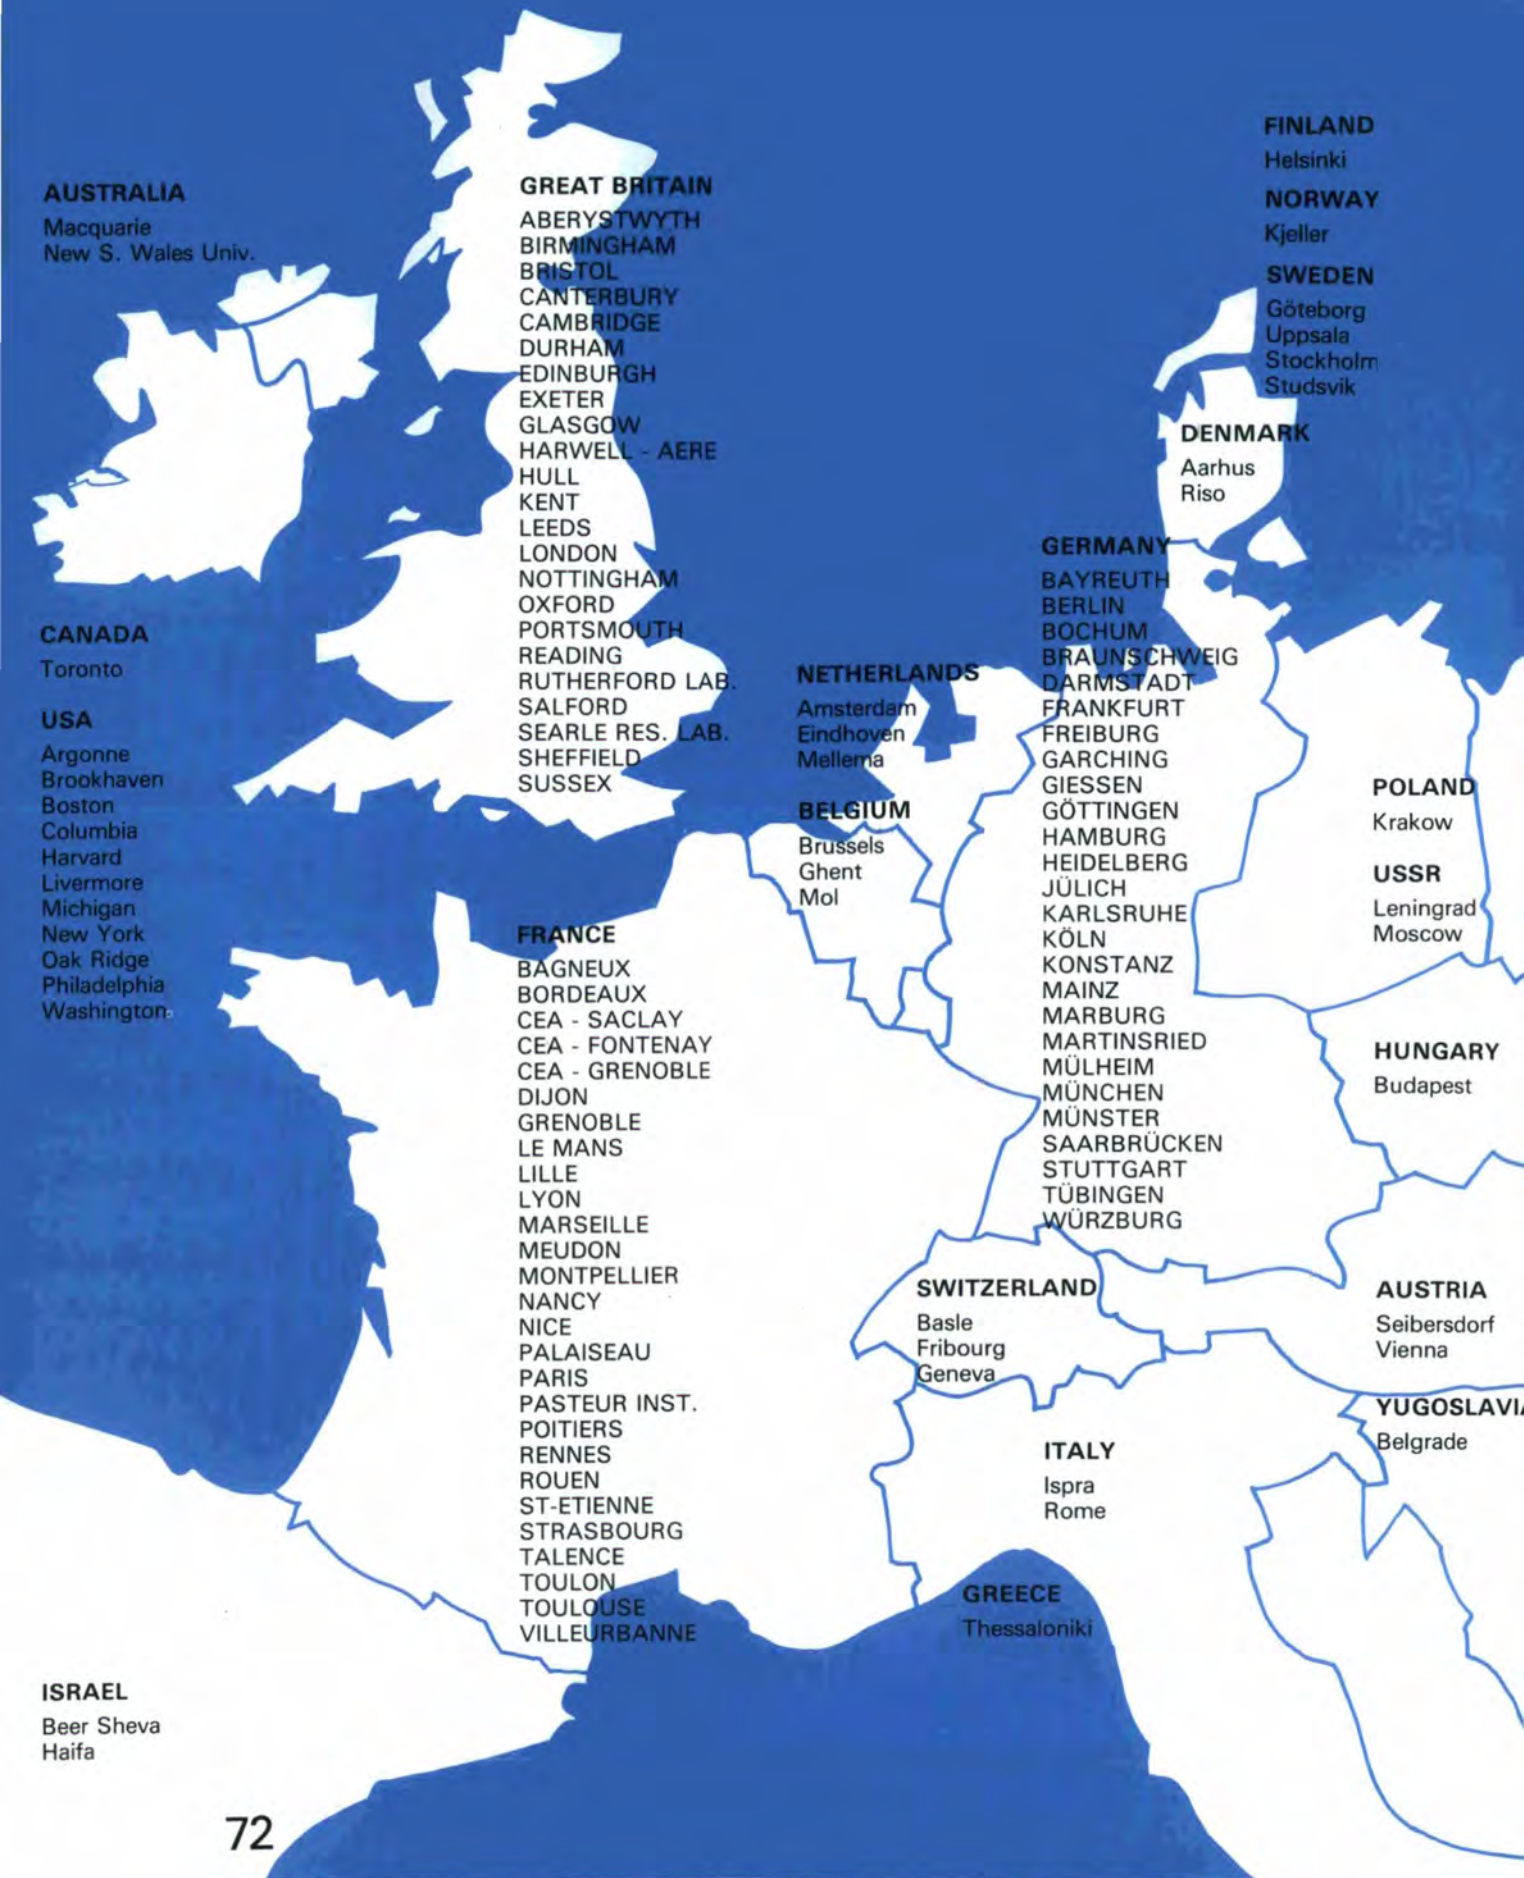 AUSTRALIA
Macquarie
New S. Wales Univ.
CANADA
Toronto
USA
Argonne
Brookhaven
Boston
Columbia
Harvard
Livermore
Michigan
New York
Oak Ridge
Philadelphia
Washington
ISRAEL
Beer Sheva
Haifa
72
GREAT BRITAIN
ABERYSTWYTH
BIRMINGHAM
BRISTOL
CANTERBURY
CAMBRIDGE
DURHAM
EDINBURGH
EXETER
GLASGOW
HARWELL - AERE
HULL
KENT
LEEDS
LONDON
NOTTINGHAM
OXFORD
PORTSMOUTH
READING
RUTHERFORD LAB.
SALFORD
SEARLE RES. LAB.
SHEFFIELD
SUSSEX
FRANCE
BAGNEUX
BORDEAUX
CEA - SACLAY
CEA - FONTENAY
CEA - GRENOBLE
DIJON
GRENOBLE
LE MANS
LILLE
LYON
MARSEILLE
MEUDON
MONTPELLIER
NANCY
NICE
PALAISEAU
PARIS
PASTEUR INST.
POITIERS
RENNES
ROUEN
ST-ETIENNE
STRASBOURG
TALENCE
TOULON
TOULOUSE
VILLEURBANNE
NETHERLANDS
Amsterdam
Eindhoven
Mellema
BELGIUM
Brussels
Ghent
Mol
GERMANY
BAYREUTH
BERLIN
BOCHUM
BRAUNSCHWEIG
DARMSTADT
FRANKFURT
FREIBURG
GARCHING
GIESSEN
GÖTTINGEN
HAMBURG
HEIDELBERG
JÜLICH
KARLSRUHE
KÖLN
KONSTANZ
MAINZ
MARBURG
MARTINSRIED
MÜLHEIM
MÜNCHEN
MÜNSTER
SAARBRÜCKEN
STUTTGART
TÜBINGEN
WÜRZBURG
SWITZERLAND
Basle
Fribourg
Geneva
ITALY
Ispra
Rome
GREECE
Thessaloniki
FINLAND
Helsinki
NORWAY
Kjeller
SWEDEN
Göteborg
Uppsala
Stockholm
Studsvik
DENMARK
Aarhus
Riso
POLAND
Krakow
USSR
Leningrad
Moscow
HUNGARY
Budapest
AUSTRIA
Seibersdorf
Vienna
YUGOSLAVIA
Belgrade